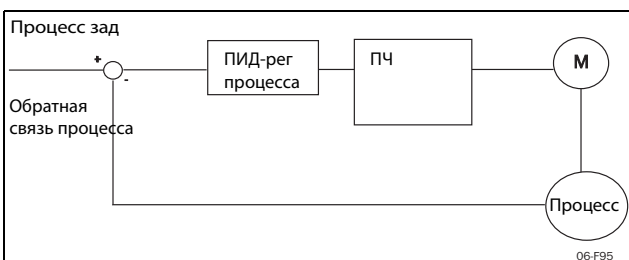 Процесс зад
+
-
ПИД-рег
процесса
ПЧ
М
Обратная
связь процесса
Процесс
06-F95